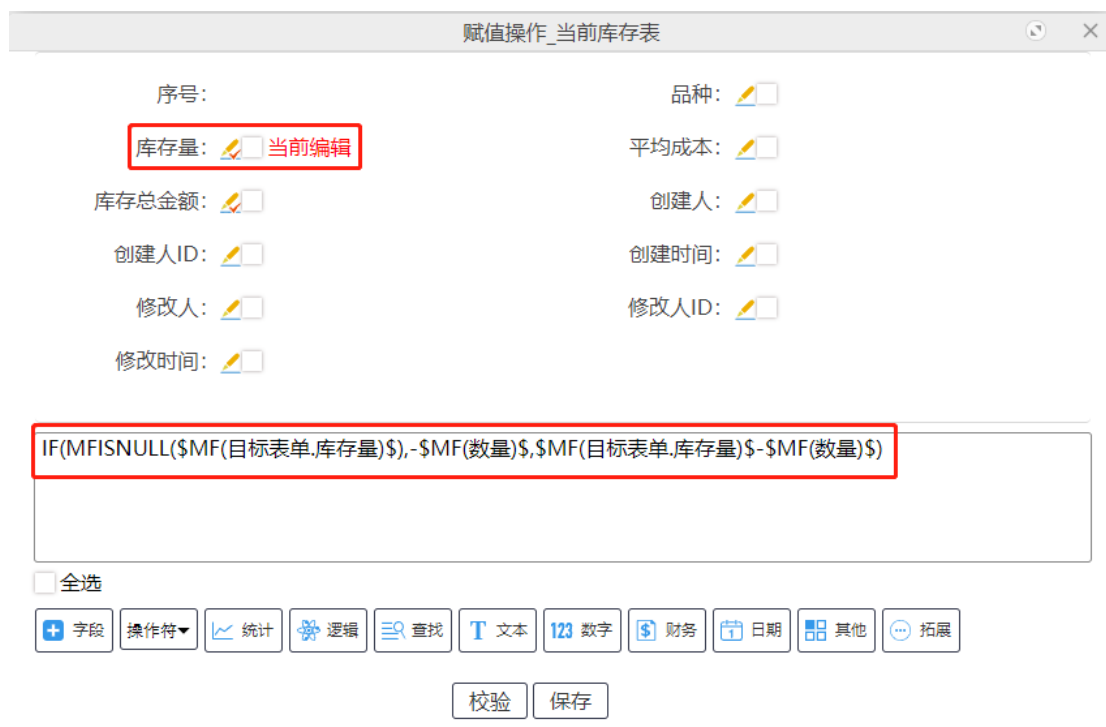 赋值操作_当前库存表
序号：
品种：
库存量： 当前编辑
平均成本：
库存总金额：
创建人：
创建人ID：
创建时间：
修改人：
修改人ID：
修改时间：
IF(MFISNULL($MF(目标表单.库存量)$),-$MF(数量)$,$MF(目标表单.库存量)$-$MF(数量)$)
全选
字段 操作符 统计 逻辑 查找 T 文本 123 数字 $ 财务 1 日期 其他 拓展
校验 保存